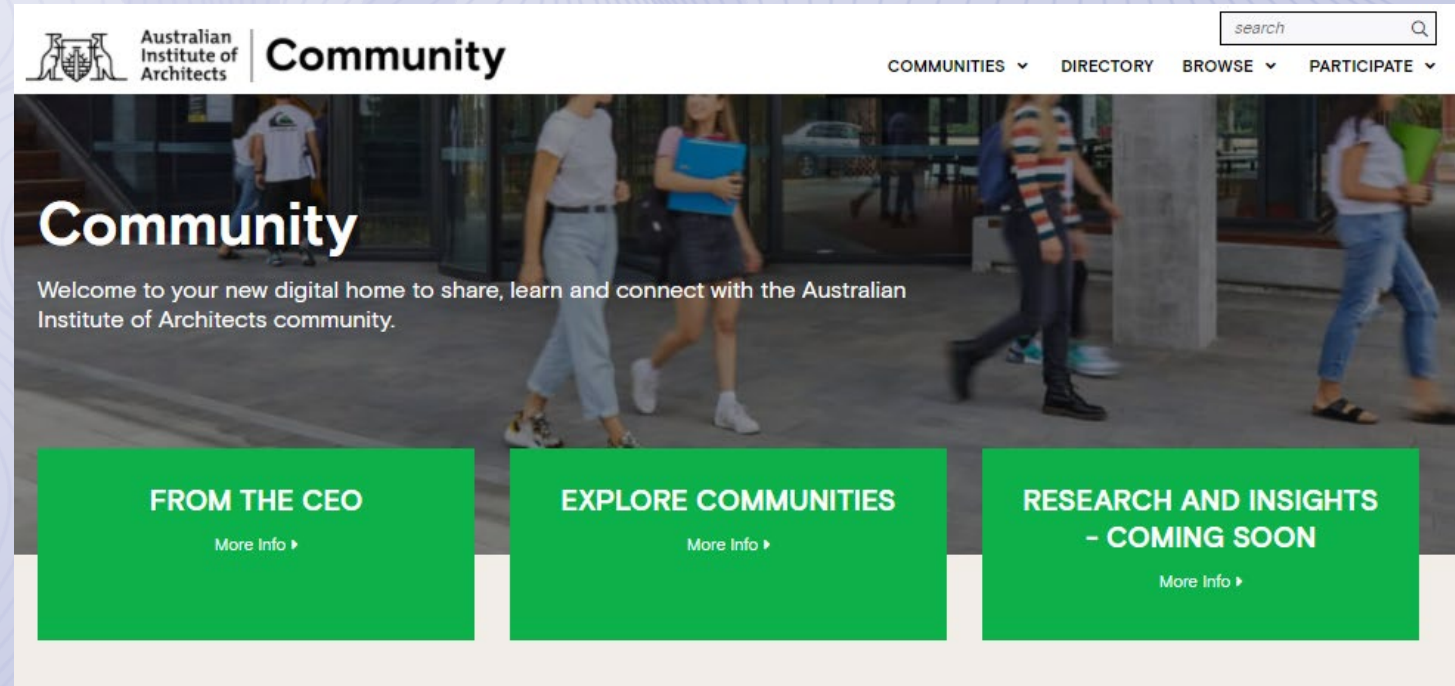 Australian
Institute of
Architects
Community
search
COMMUNITIES
DIRECTORY
BROWSE
PARTICIPATE
Community
Welcome to your new digital home to share, learn and connect with the Australian
Institute of Architects community.
FROM THE CEO
More Info
EXPLORE COMMUNITIES
More Info
RESEARCH AND INSIGHTS
- COMING SOON
More Info